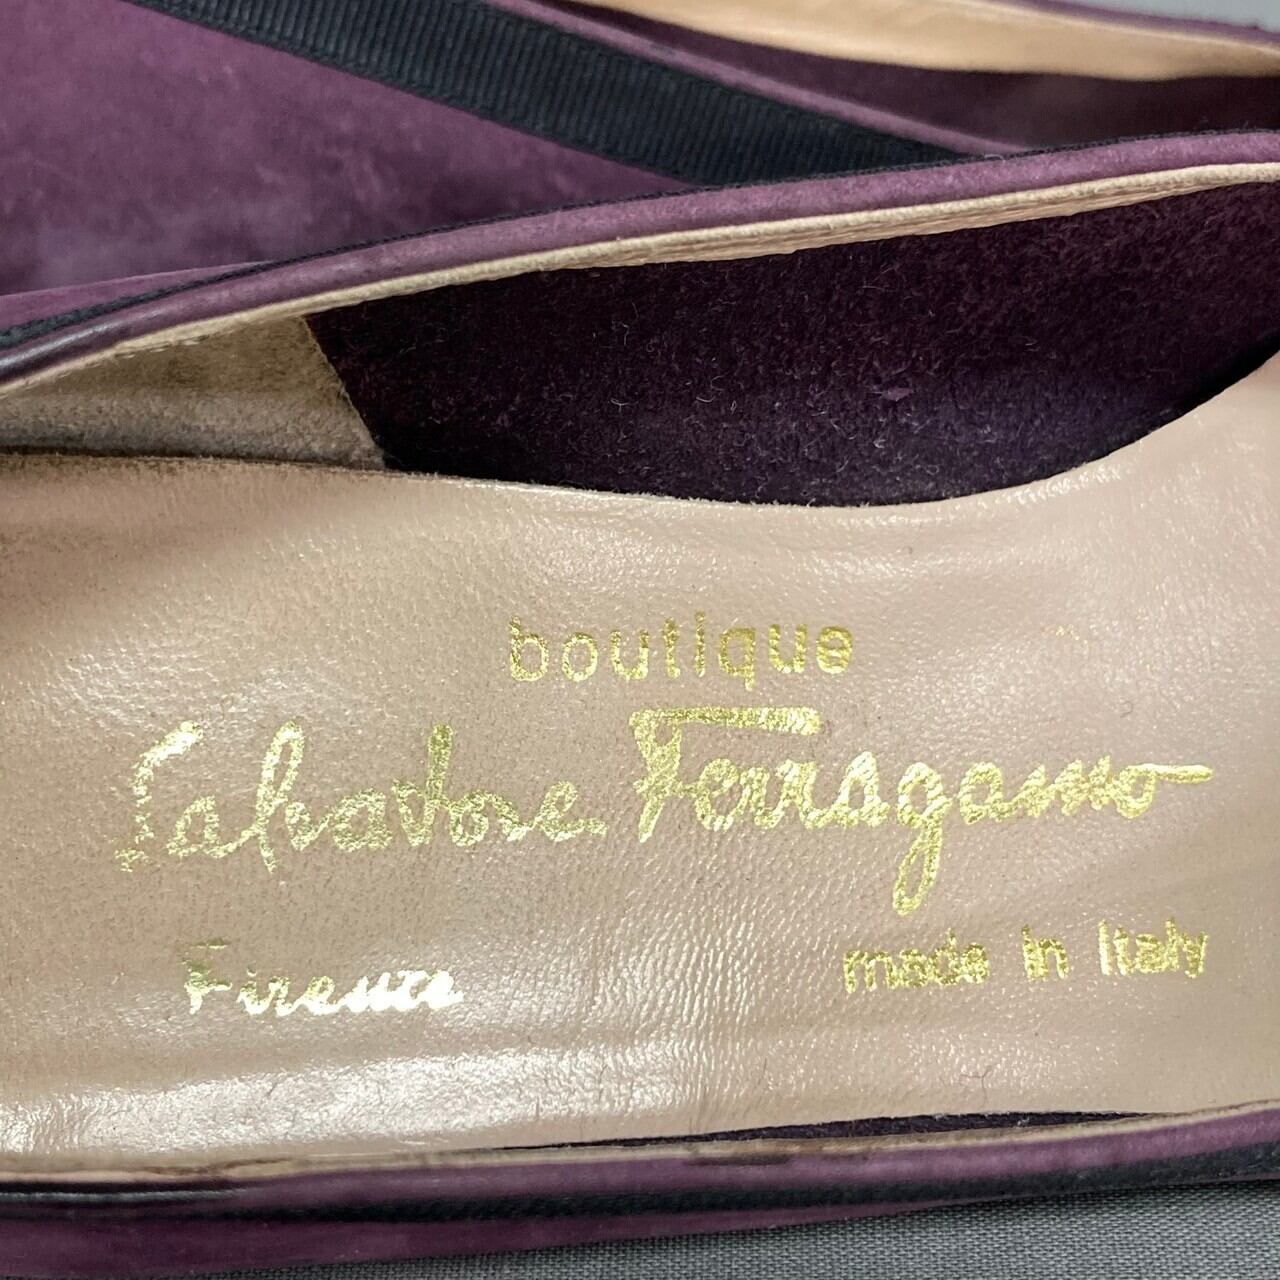 boutique
Salvatore Ferragamo
Firenze
made in Italy